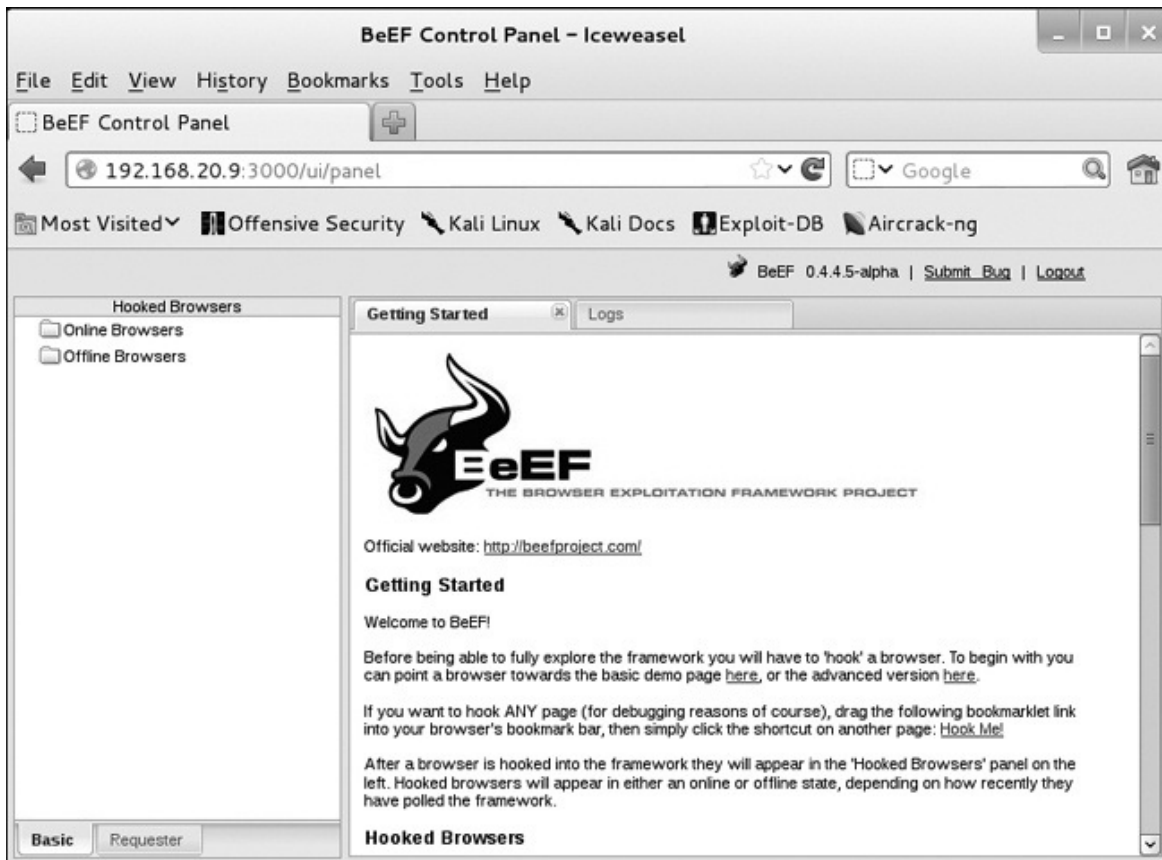 BeEF Control Panel – Iceweasel
File Edit View History Bookmarks Tools Help
BeEF Control Panel
192.168.20.9:3000/ui/panel
Google
Most Visited Offensive Security Kali Linux Kali Docs Exploit-DB Aircrack-ng
BeEF 0.4.4.5-alpha | Submit Bug | Logout
Hooked Browsers
Online Browsers
Offline Browsers
Basic Requester
Getting Started Logs
BeEF
THE BROWSER EXPLOITATION FRAMEWORK PROJECT
Official website: http://beefproject.com/
Getting Started
Welcome to BeEF!
Before being able to fully explore the framework you will have to 'hook' a browser. To begin with you
can point a browser towards the basic demo page here, or the advanced version here.
If you want to hook ANY page (for debugging reasons of course), drag the following bookmarklet link
into your browser's bookmark bar, then simply click the shortcut on another page: Hook Me!
After a browser is hooked into the framework they will appear in the 'Hooked Browsers' panel on the
left. Hooked browsers will appear in either an online or offline state, depending on how recently they
have polled the framework.
Hooked Browsers